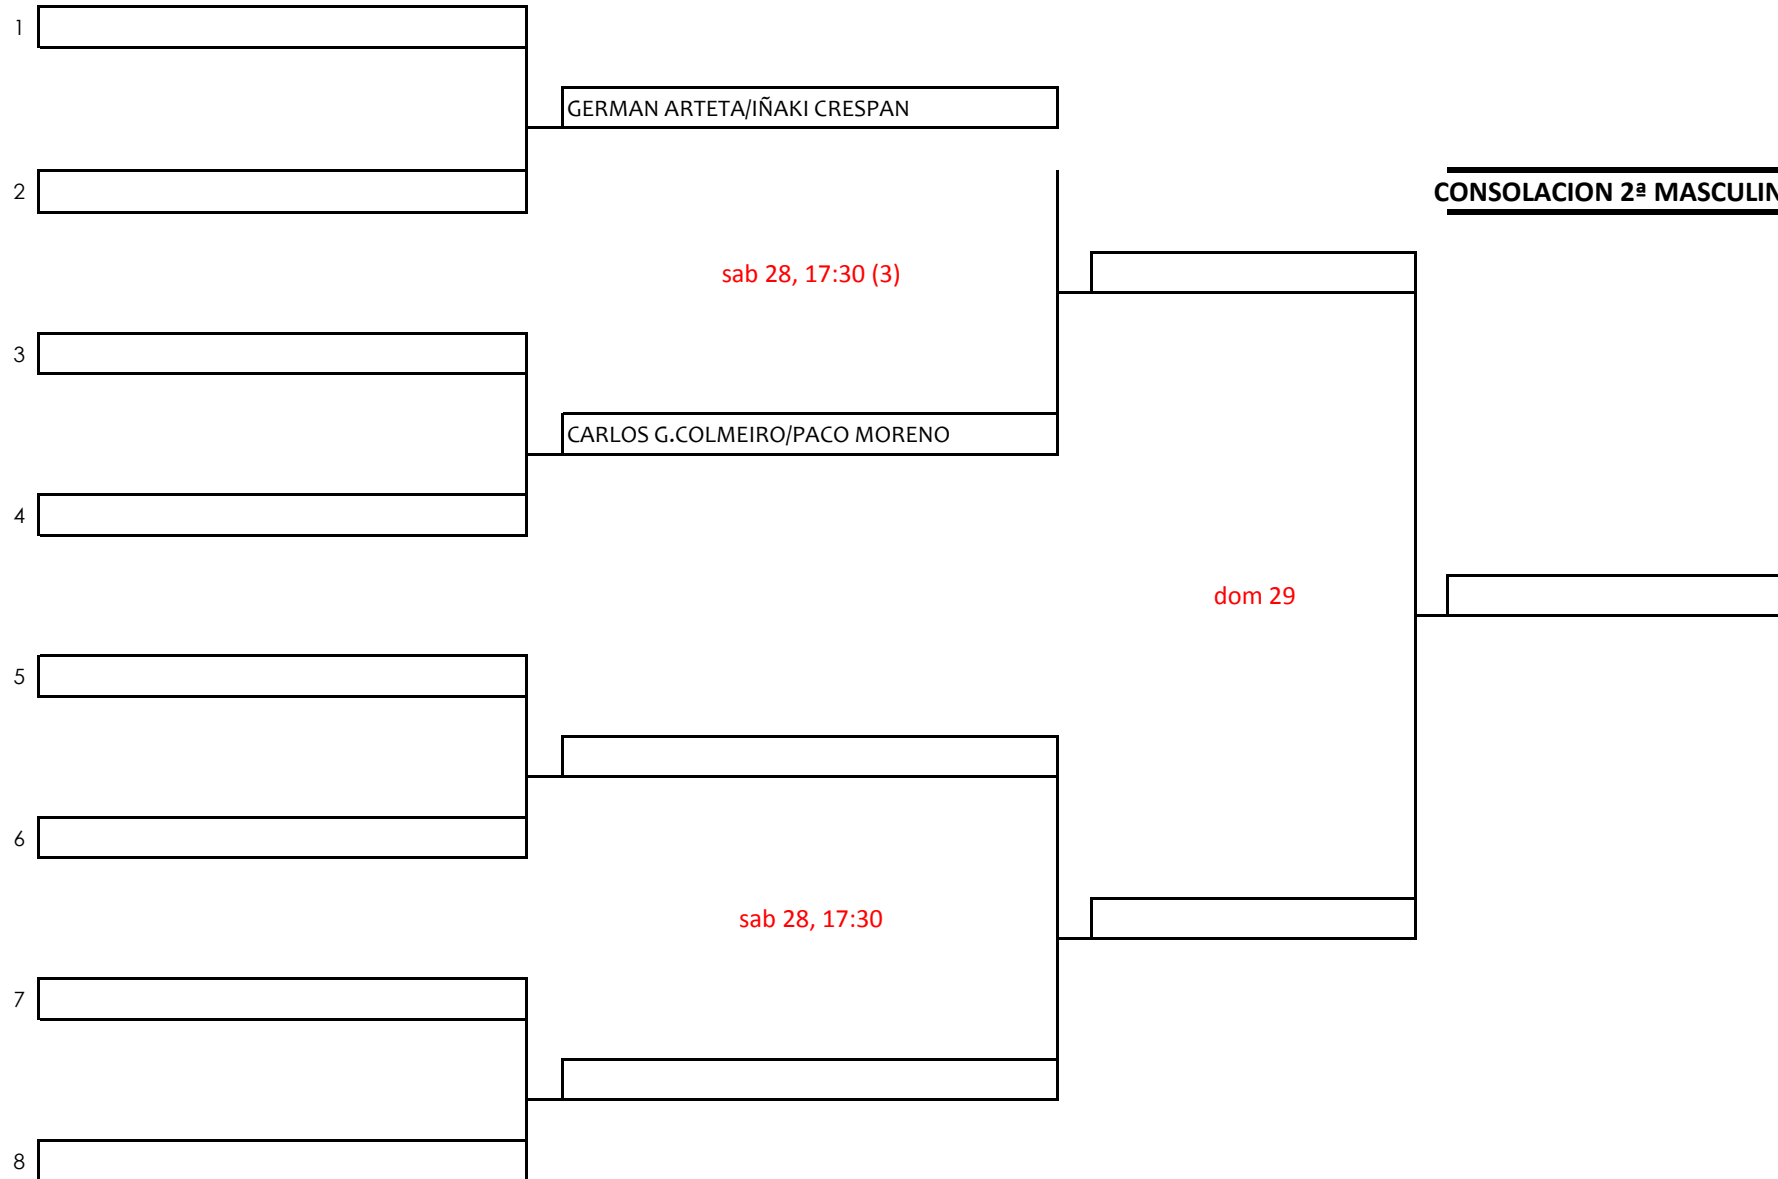 1
GERMAN ARTETA/IÑAKI CRESPAN
2
CONSOLACION 2ª MASCULIN
sab 28, 17:30 (3)
3
CARLOS G.COLMEIRO/PACO MORENO
4
dom 29
5
6
sab 28, 17:30
7
8